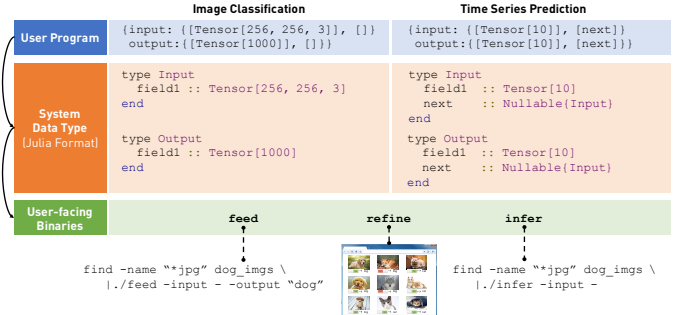 Image Classification
Time Series Prediction
User Program
{input: {[Tensor[256, 256, 3]], []}
output:{[Tensor[1000]], []}}
{input: {[Tensor[10]], [next]}
output:{[Tensor[10]], [next]}}
System
Data Type
(Julia Format)
type Input
field1 :: Tensor[256, 256, 3]
end
type Output
field1 :: Tensor[1000]
end
type Input
field1 :: Tensor[10]
next :: Nullable{Input}
end
type Output
field1 :: Tensor[10]
next :: Nullable{Input}
end
User-facing
Binaries
feed
refine
infer
find -name “*jpg” dog_imgs \
|./feed -input - -output “dog”
find -name “*jpg” dog_imgs \
|./infer -input -